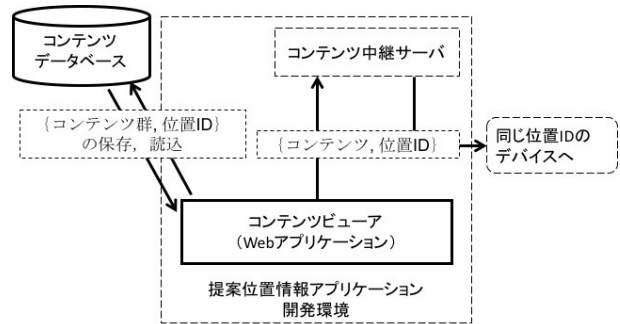 コンテンツ
データベース
コンテンツ中継サーバ
{コンテンツ群, 位置ID}
の保存, 読込
{コンテンツ, 位置ID}
同じ位置IDの
デバイスへ
コンテンツビューア
（Webアプリケーション）
提案位置情報アプリケーション
開発環境